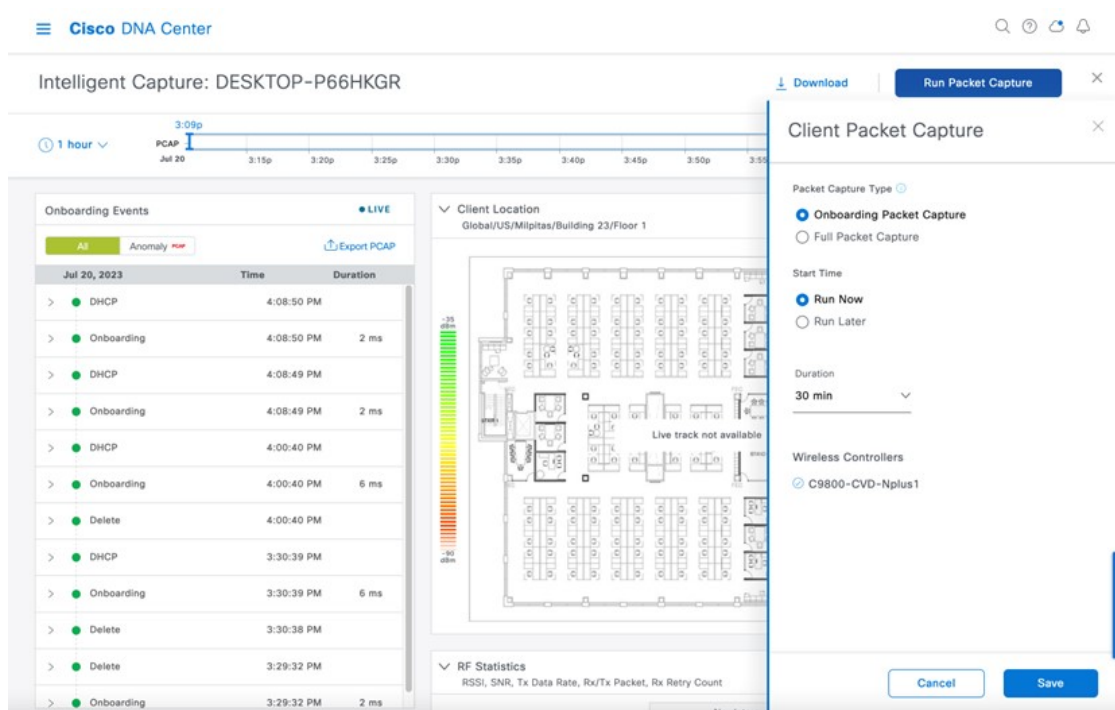 Cisco DNA Center
Intelligent Capture: DESKTOP-P66HKGR
Download
Run Packet Capture
1 hour
3:09p
PCAP
Jul 20
3:15p 3:20p 3:25p 3:30p 3:35p 3:40p 3:45p 3:50p 3:55
Onboarding Events
LIVE
All
Anomaly PCAP
Export PCAP
Jul 20, 2023 Time Duration
DHCP 4:08:50 PM
Onboarding 4:08:50 PM 2 ms
DHCP 4:08:49 PM
Onboarding 4:08:49 PM 2 ms
DHCP 4:00:40 PM
Onboarding 4:00:40 PM 6 ms
Delete 4:00:40 PM
DHCP 3:30:39 PM
Onboarding 3:30:39 PM 6 ms
Delete 3:30:38 PM
Delete 3:29:32 PM
Onboarding 3:29:32 PM 2 ms
Client Location
Global/US/Milpitas/Building 23/Floor 1
-35
dBm
Live track not available
-90
dBm
RF Statistics
RSSI, SNR, Tx Data Rate, Rx/Tx Packet, Rx Retry Count
Client Packet Capture
Packet Capture Type
Onboarding Packet Capture
Full Packet Capture
Start Time
Run Now
Run Later
Duration
30 min
Wireless Controllers
C9800-CVD-Nplus1
Cancel
Save